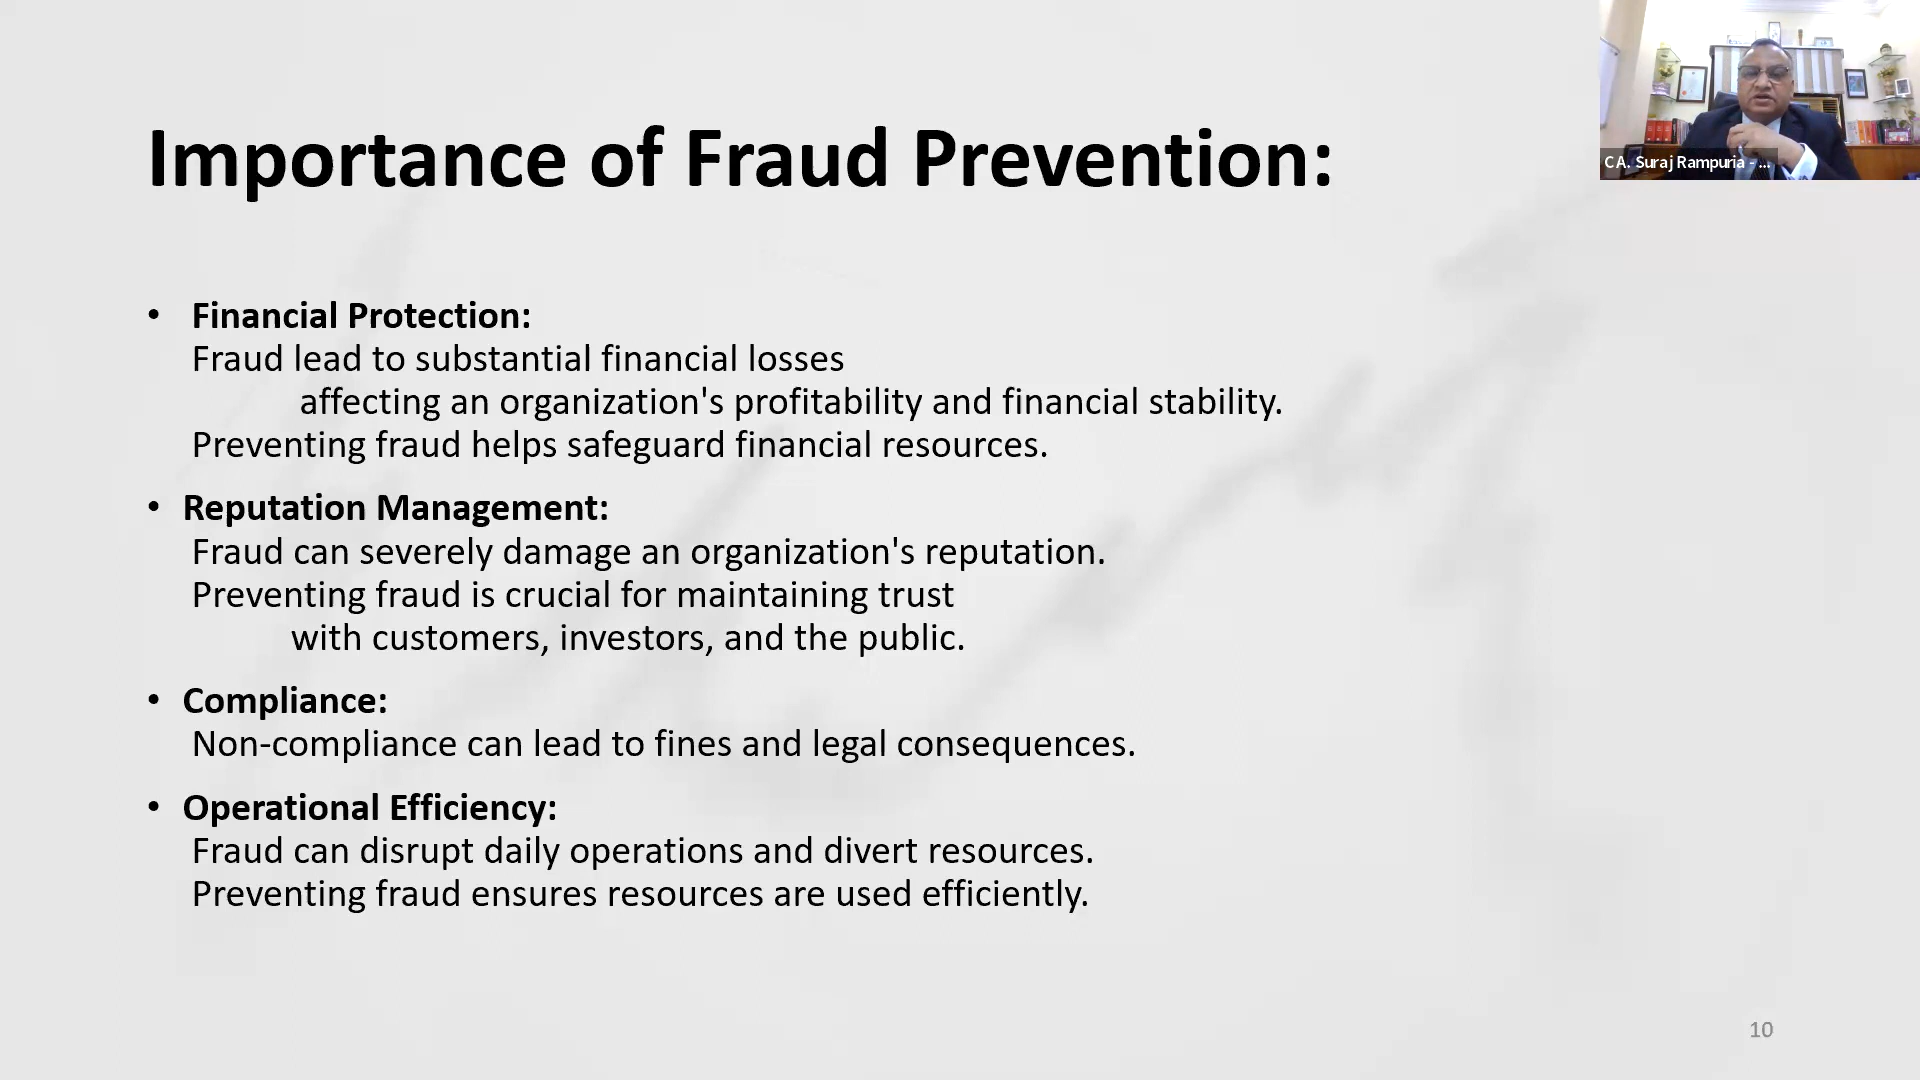 Importance of Fraud Prevention:
C A. Suraj Rampuria - ...
• Financial Protection:
Fraud lead to substantial financial losses
affecting an organization's profitability and financial stability.
Preventing fraud helps safeguard financial resources.
• Reputation Management:
Fraud can severely damage an organization's reputation.
Preventing fraud is crucial for maintaining trust
with customers, investors, and the public.
• Compliance:
Non-compliance can lead to fines and legal consequences.
• Operational Efficiency:
Fraud can disrupt daily operations and divert resources.
Preventing fraud ensures resources are used efficiently.
10